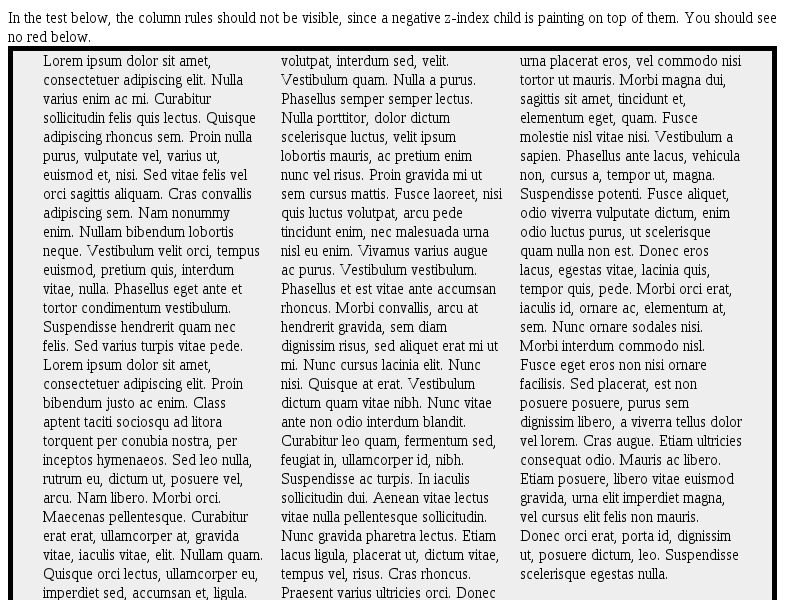 In the test below, the column rules should not be visible, since a negative z-index child is painting on top of them. You should see
no red below.
Lorem ipsum dolor sit amet,
consectetuer adipiscing elit. Nulla
varius enim ac mi. Curabitur
sollicitudin felis quis lectus. Quisque
adipiscing rhoncus sem. Proin nulla
purus, vulputate vel, varius ut,
euismod et, nisi. Sed vitae felis vel
orci sagittis aliquam. Cras convallis
adipiscing sem. Nam nonummy
enim. Nullam bibendum lobortis
neque. Vestibulum velit orci, tempus
euismod, pretium quis, interdum
vitae, nulla. Phasellus eget ante et
tortor condimentum vestibulum.
Suspendisse hendrerit quam nec
felis. Sed varius turpis vitae pede.
Lorem ipsum dolor sit amet,
consectetuer adipiscing elit. Proin
bibendum justo ac enim. Class
aptent taciti sociosqu ad litora
torquent per conubia nostra, per
inceptos hymenaeos. Sed leo nulla,
rutrum eu, dictum ut, posuere vel,
arcu. Nam libero. Morbi orci.
Maecenas pellentesque. Curabitur
erat erat, ullamcorper at, gravida
vitae, iaculis vitae, elit. Nullam quam.
Quisque orci lectus, ullamcorper eu,
imperdiet sed, accumsan et, ligula.
volutpat, interdum sed, velit.
Vestibulum quam. Nulla a purus.
Phasellus semper semper lectus.
Nulla porttitor, dolor dictum
scelerisque luctus, velit ipsum
lobortis mauris, ac pretium enim
nunc vel risus. Proin gravida mi ut
sem cursus mattis. Fusce laoreet, nisi
quis luctus volutpat, arcu pede
tincidunt enim, nec malesuada urna
nisl eu enim. Vivamus varius augue
ac purus. Vestibulum vestibulum.
Phasellus et est vitae ante accumsan
rhoncus. Morbi convallis, arcu at
hendrerit gravida, sem diam
dignissim risus, sed aliquet erat mi ut
mi. Nunc cursus lacinia elit. Nunc
nisi. Quisque at erat. Vestibulum
dictum quam vitae nibh. Nunc vitae
ante non odio interdum blandit.
Curabitur leo quam, fermentum sed,
feugiat in, ullamcorper id, nibh.
Suspendisse ac turpis. In iaculis
sollicitudin dui. Aenean vitae lectus
vitae nulla pellentesque sollicitudin.
Nunc gravida pharetra lectus. Etiam
lacus ligula, placerat ut, dictum vitae,
tempus vel, risus. Cras rhoncus.
Praesent varius ultricies orci. Donec
urna placerat eros, vel commodo nisi
tortor ut mauris. Morbi magna dui,
sagittis sit amet, tincidunt et,
elementum eget, quam. Fusce
molestie nisl vitae nisi. Vestibulum a
sapien. Phasellus ante lacus, vehicula
non, cursus a, tempor ut, magna.
Suspendisse potenti. Fusce aliquet,
odio viverra vulputate dictum, enim
odio luctus purus, ut scelerisque
quam nulla non est. Donec eros
lacus, egestas vitae, lacinia quis,
tempor quis, pede. Morbi orci erat,
iaculis id, ornare ac, elementum at,
sem. Nunc ornare sodales nisi.
Morbi interdum commodo nisl.
Fusce eget eros non nisi ornare
facilisis. Sed placerat, est non
posuere posuere, purus sem
dignissim libero, a viverra tellus dolor
vel lorem. Cras augue. Etiam ultricies
consequat odio. Mauris ac libero.
Etiam posuere, libero vitae euismod
gravida, urna elit imperdiet magna,
vel cursus elit felis non mauris.
Donec orci erat, porta id, dignissim
ut, posuere dictum, leo. Suspendisse
scelerisque egestas nulla.